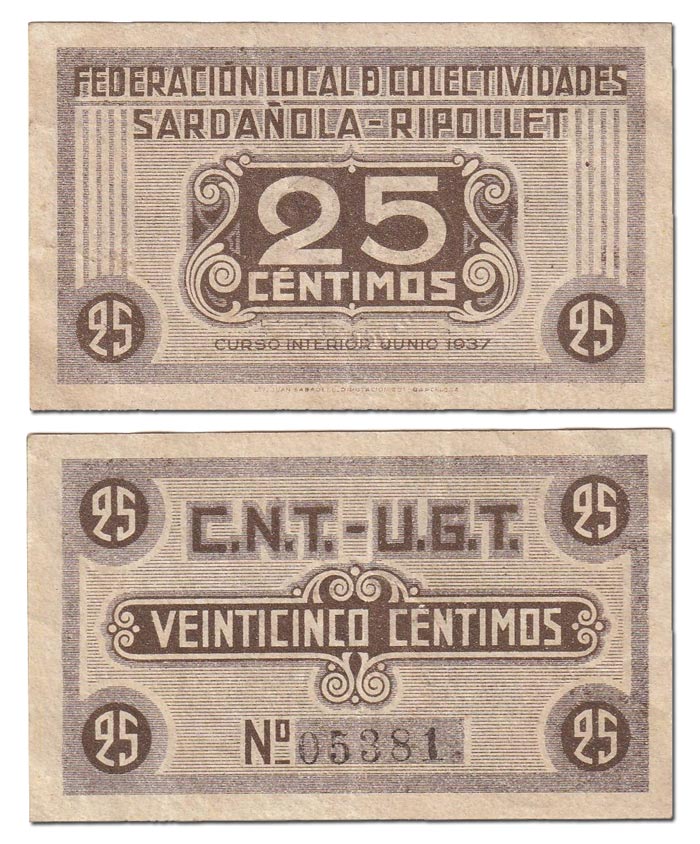 FEDERACIÓN LOCAL D COLECTIVIDADES
SARDAÑOLA-RIPOLLET
25
CÉNTIMOS
25 25
CURSO INTERIOR JUNIO 1937
25 25
C.N.T.-U.G.T.
VEINTICINCO CÉNTIMOS
25 25
Nº 05381